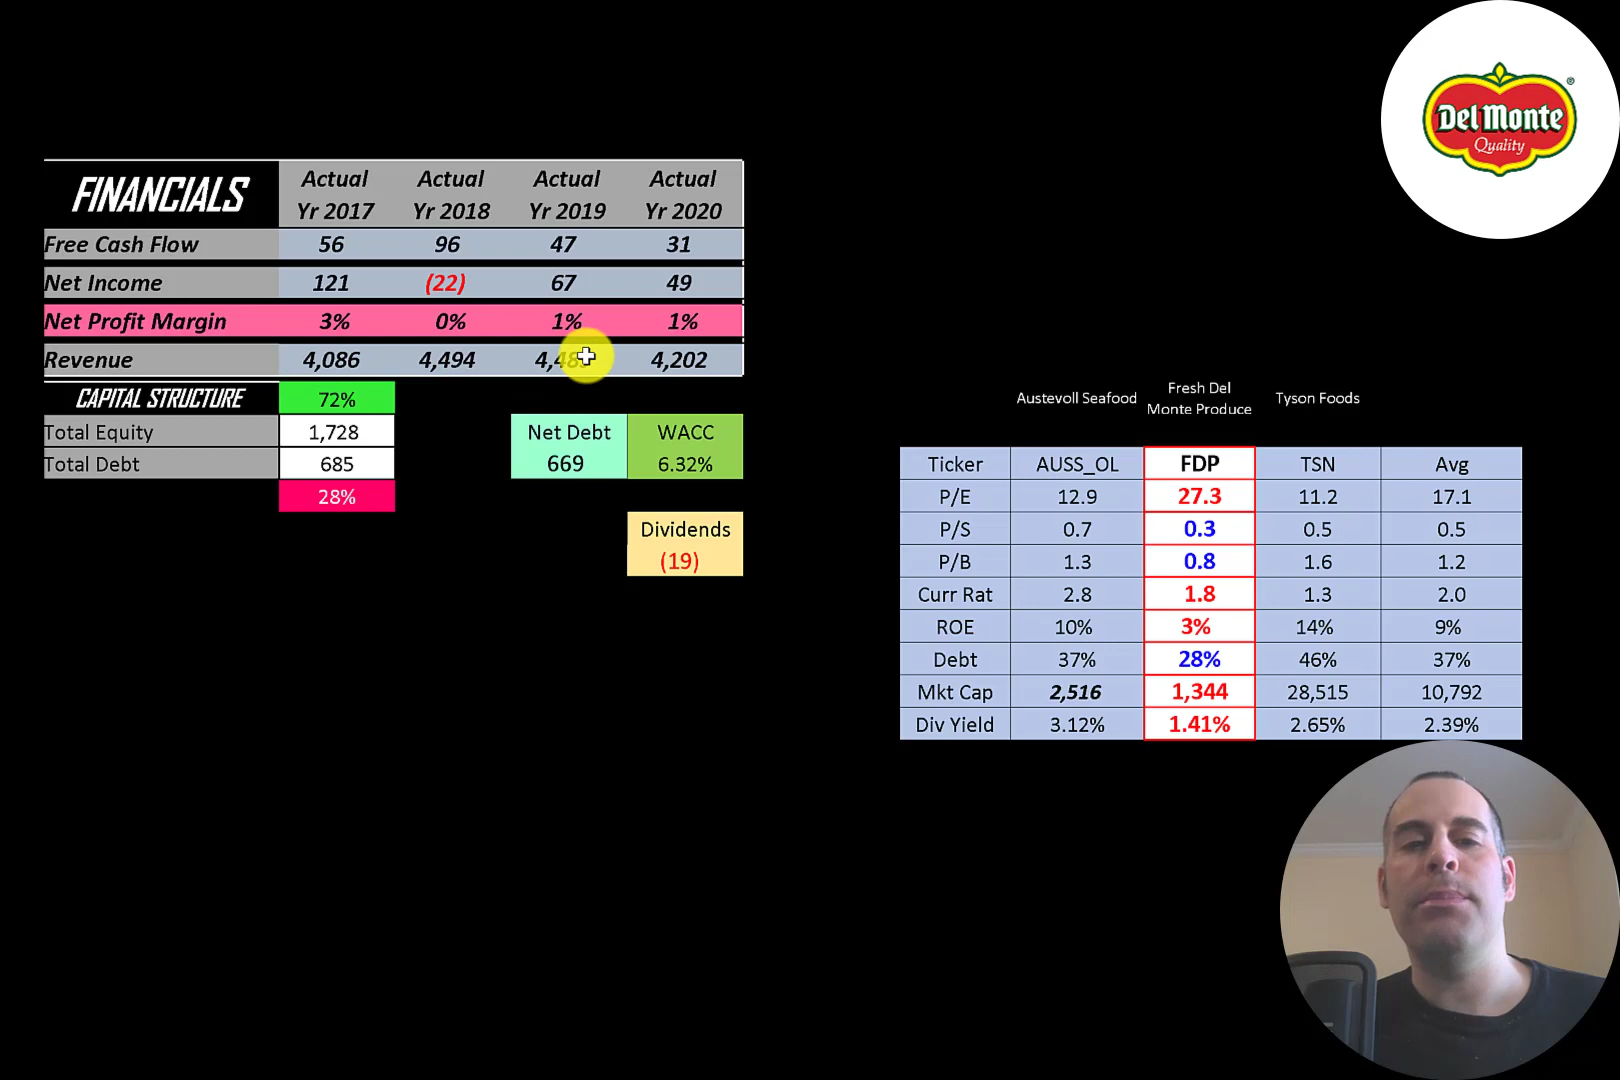 Del Monte
Quality
®
FINANCIALS Actual Yr 2017 Actual Yr 2018 Actual Yr 2019 Actual Yr 2020
Free Cash Flow 56 96 47 31
Net Income 121 (22) 67 49
Net Profit Margin 3% 0% 1% 1%
Revenue 4,086 4,494 4,202
CAPITAL STRUCTURE 72%
Total Equity 1,728
Total Debt 685
28%
Net Debt WACC
669 6.32%
Dividends
(19)
Austevoll Seafood Fresh Del Monte Produce Tyson Foods
Ticker AUSS_OL FDP TSN Avg
P/E 12.9 27.3 11.2 17.1
P/S 0.7 0.3 0.5 0.5
P/B 1.3 0.8 1.6 1.2
Curr Rat 2.8 1.8 1.3 2.0
ROE 10% 3% 14% 9%
Debt 37% 28% 46% 37%
Mkt Cap 2,516 1,344 28,515 10,792
Div Yield 3.12% 1.41% 2.65% 2.39%